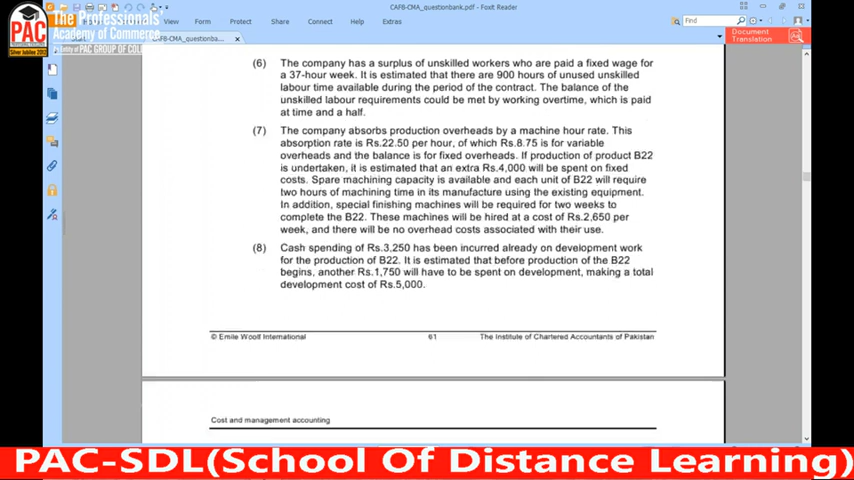 CAFB-CMA_questionbank.pdf - Foxit Reader
View Form Protect Share Connect Help Extras
Find
PAC
Silver Jubilee
The Professionals
Academy of Commerce
An Entity of PAC GROUP OF COL
CAFB-CMA_questionba...
Document
Translation
(6) The company has a surplus of unskilled workers who are paid a fixed wage for
a 37-hour week. It is estimated that there are 900 hours of unused unskilled
labour time available during the period of the contract. The balance of the
unskilled labour requirements could be met by working overtime, which is paid
at time and a half.
(7) The company absorbs production overheads by a machine hour rate. This
absorption rate is Rs.22.50 per hour, of which Rs.8.75 is for variable
overheads and the balance is for fixed overheads. If production of product B22
is undertaken, it is estimated that an extra Rs.4,000 will be spent on fixed
costs. Spare machining capacity is available and each unit of B22 will require
two hours of machining time in its manufacture using the existing equipment.
In addition, special finishing machines will be required for two weeks to
complete the B22. These machines will be hired at a cost of Rs.2,650 per
week, and there will be no overhead costs associated with their use.
(8) Cash spending of Rs.3,250 has been incurred already on development work
for the production of B22. It is estimated that before production of the B22
begins, another Rs.1,750 will have to be spent on development, making a total
development cost of Rs.5,000.
© Emile Woolf International 61 The Institute of Chartered Accountants of Pakistan
Cost and management accounting
PAC-SDL(School Of Distance Learning)